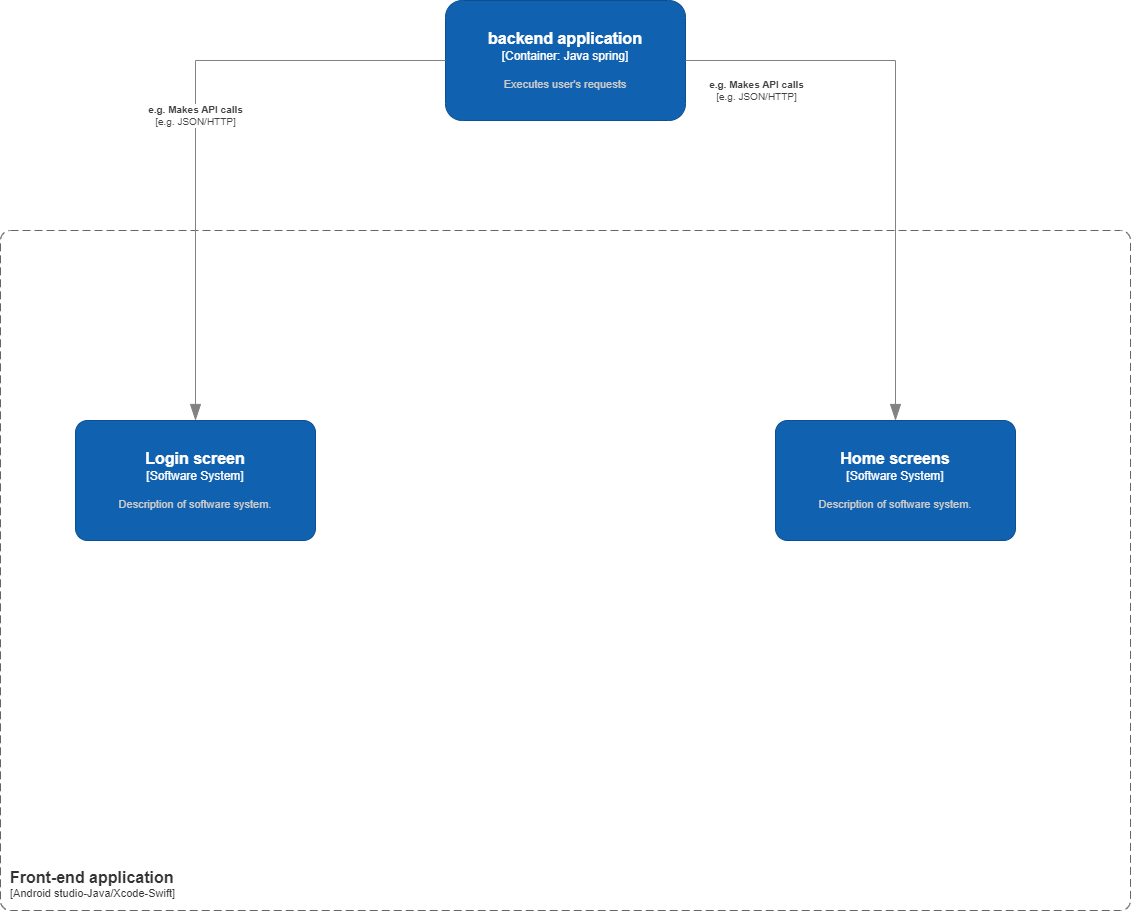 backend application
[Container: Java spring]
Executes user's requests
e.g. Makes API calls
[e.g. JSON/HTTP]
e.g. Makes API calls
[e.g. JSON/HTTP]
Login screen
[Software System]
Description of software system.
Home screens
[Software System]
Description of software system.
Front-end application
[Android studio-Java/Xcode-Swift]